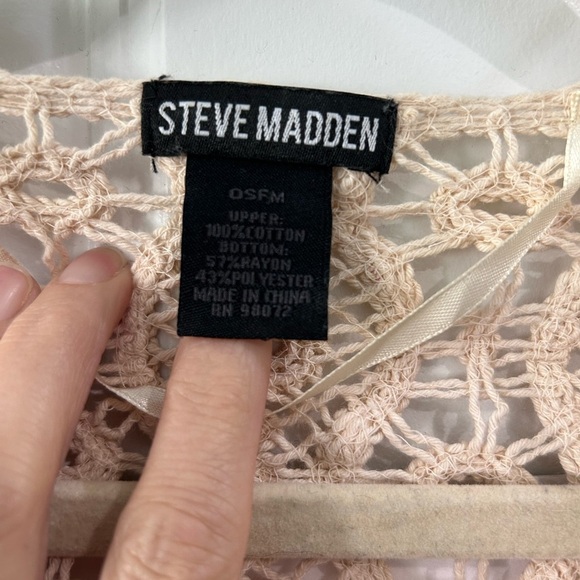 STEVE MADDEN
OSFM
UPPER:
100%COTTON
BOTTOM:
57%RAYON
43%POLYESTER
MADE IN CHINA
RN 98072